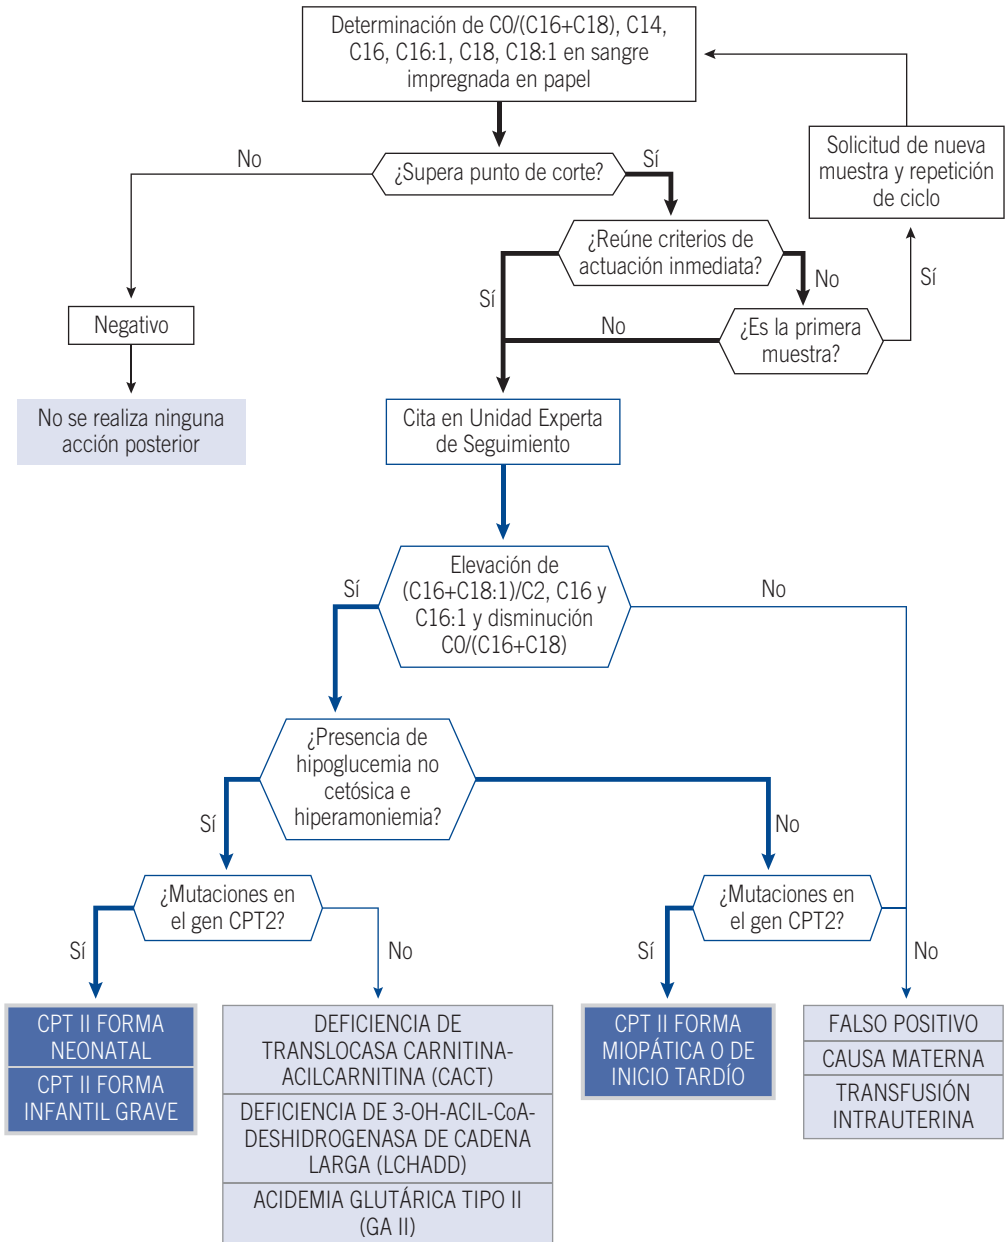 Determinación de C0/(C16+C18), C14,
C16, C16:1, C18, C18:1 en sangre
impregnada en papel
Solicitud de nueva
muestra y repetición
de ciclo
No
¿Supera punto de corte?
Sí
¿Reúne criterios de
actuación inmediata?
Sí
No
Sí
Negativo
No
¿Es la primera
muestra?
No se realiza ninguna
acción posterior
Cita en Unidad Experta
de Seguimiento
Elevación de
(C16+C18:1)/C2, C16 y
C16:1 y disminución
C0/(C16+C18)
Sí
No
¿Presencia de
hipoglucemia no
cetósica e
hiperamoniemia?
Sí
No
¿Mutaciones en
el gen CPT2?
¿Mutaciones en
el gen CPT2?
Sí
No
Sí
No
CPT II FORMA
NEONATAL
CPT II FORMA
INFANTIL GRAVE
DEFICIENCIA DE
TRANSLOCASA CARNITINA-
ACILCARNITINA (CACT)
DEFICIENCIA DE 3-OH-ACIL-CoA-
DESHIDROGENASA DE CADENA
LARGA (LCHADD)
ACIDEMIA GLUTÁRICA TIPO II
(GA II)
CPT II FORMA
MIOPÁTICA O DE
INICIO TARDÍO
FALSO POSITIVO
CAUSA MATERNA
TRANSFUSIÓN
INTRAUTERINA